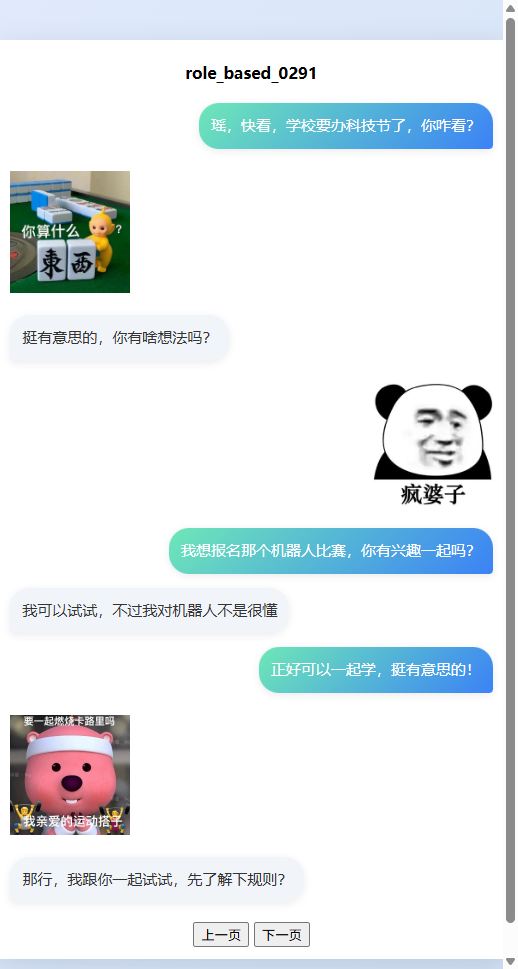 role_based_0291
瑶，快看，学校要办科技节了，你咋看？
你算什么 ？
東 西
挺有意思的，你有啥想法吗？
疯婆子
我想报名那个机器人比赛，你有兴趣一起吗？
我可以试试，不过我对机器人不是很懂
正好可以一起学，挺有意思的！
要一起燃烧卡路里吗
我亲爱的运动搭子
那行，我跟你一起试试，先了解下规则？
上一页 下一页